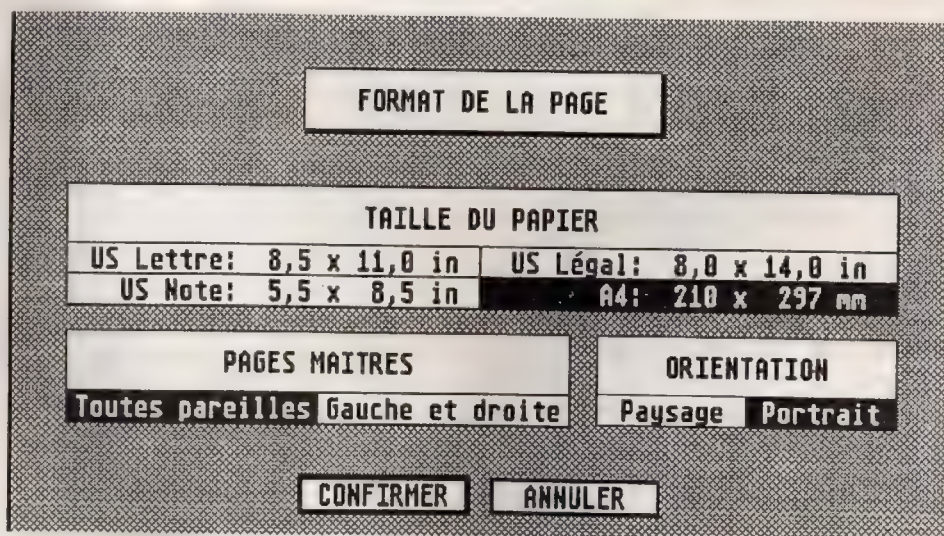 FORMAT DE LA PAGE
TAILLE DU PAPIER
US Lettre: 8,5 x 11,0 in US Légal: 8,0 x 14,0 in
US Note: 5,5 x 8,5 in A4: 210 x 297 mm
PAGES MAITRES ORIENTATION
Toutes pareilles Gauche et droite Paysage Portrait
CONFIRMER ANNULER